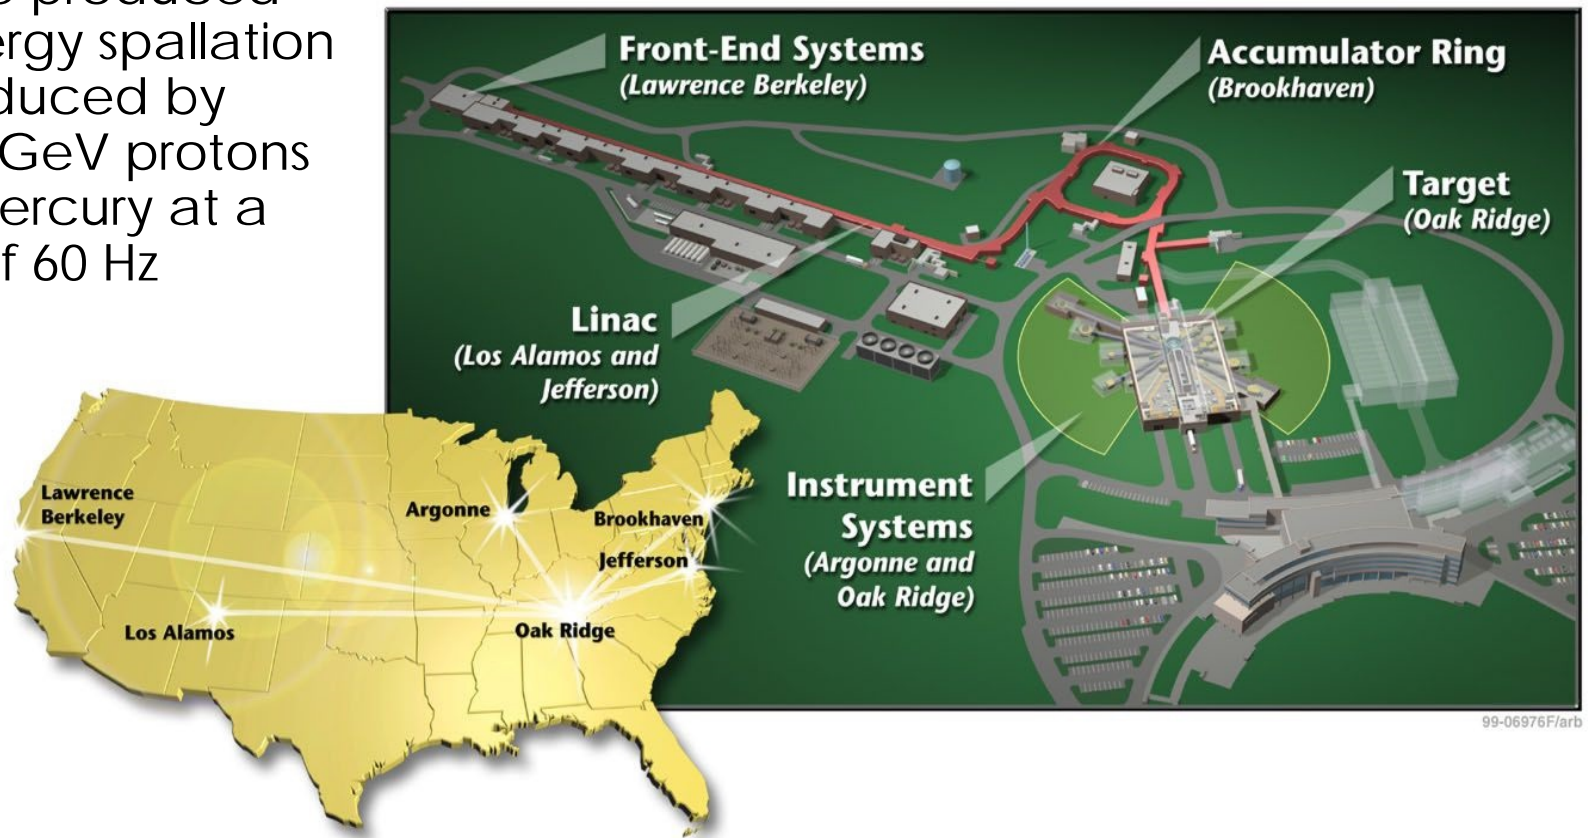 produced
ergy spallation
duced by
GeV protons
ercury at a
f 60 Hz
Front-End Systems
(Lawrence Berkeley)
Accumulator Ring
(Brookhaven)
Target
(Oak Ridge)
Linac
(Los Alamos and
Jefferson)
Instrument
Systems
(Argonne and
Oak Ridge)
Lawrence
Berkeley
Argonne
Brookhaven
Jefferson
Los Alamos
Oak Ridge
99-06976F/arb